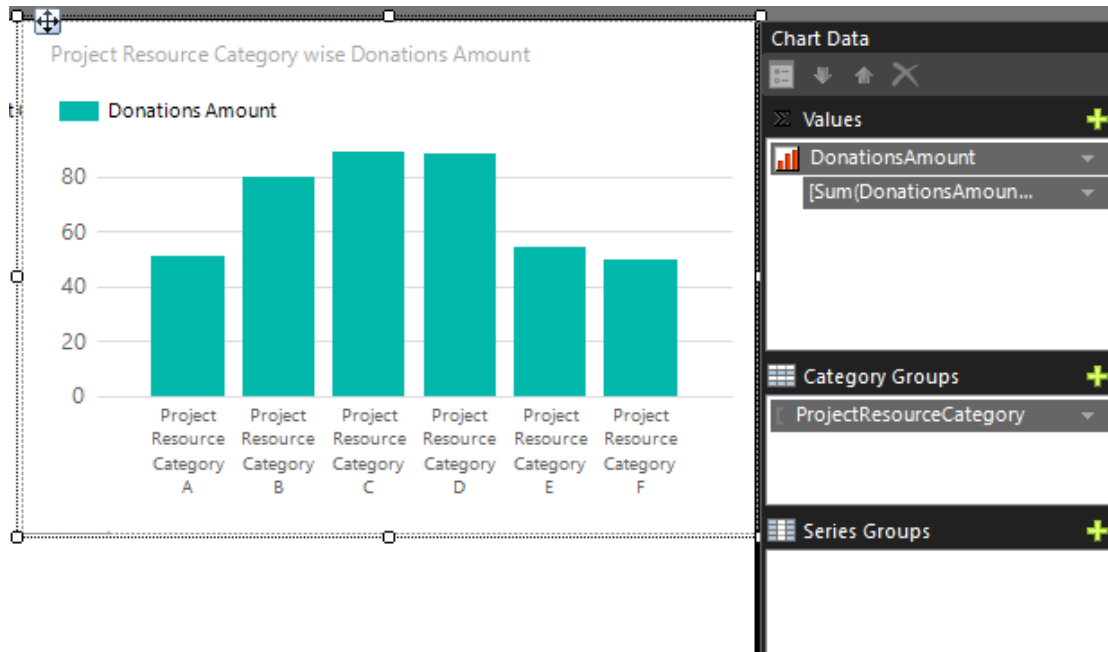 Project Resource Category wise Donations Amount
Donations Amount
80
60
40
20
0
Project Resource Category A
Project Resource Category B
Project Resource Category C
Project Resource Category D
Project Resource Category E
Project Resource Category F
Chart Data
Values
DonationsAmount
[Sum(DonationsAmoun...
Category Groups
ProjectResourceCategory
Series Groups